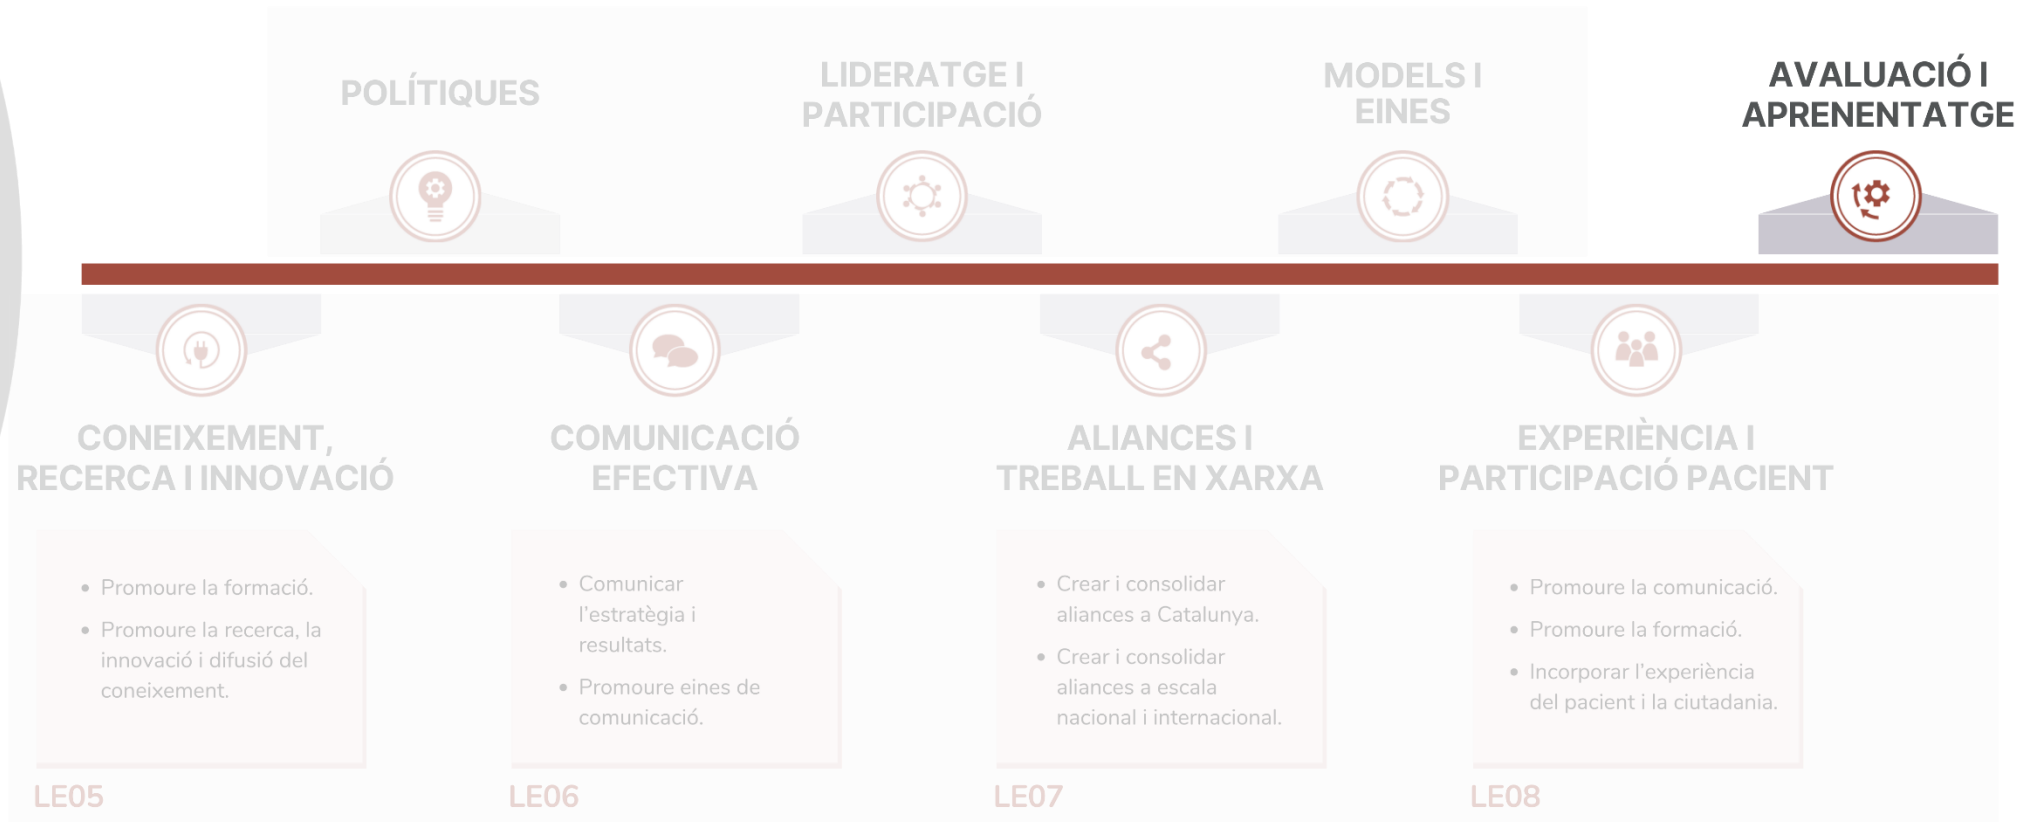 POLÍTIQUES
LIDERATGE I
PARTICIPACIÓ
MODELS I
EINES
AVALUACIÓ I
APRENENTATGE
CONEIXEMENT,
RECERCA I INNOVACIÓ
COMUNICACIÓ
EFECTIVA
ALIANCES I
TREBALL EN XARXA
EXPERIÈNCIA I
PARTICIPACIÓ PACIENT
• Promoure la formació.
• Promoure la recerca, la
innovació i difusió del
coneixement.
LE05
• Comunicar
l'estratègia i
resultats.
• Promoure eines de
comunicació.
LE06
• Crear i consolidar
aliances a Catalunya.
• Crear i consolidar
aliances a escala
nacional i internacional.
LE07
• Promoure la comunicació.
• Promoure la formació.
• Incorporar l'experiència
del pacient i la ciutadania.
LE08